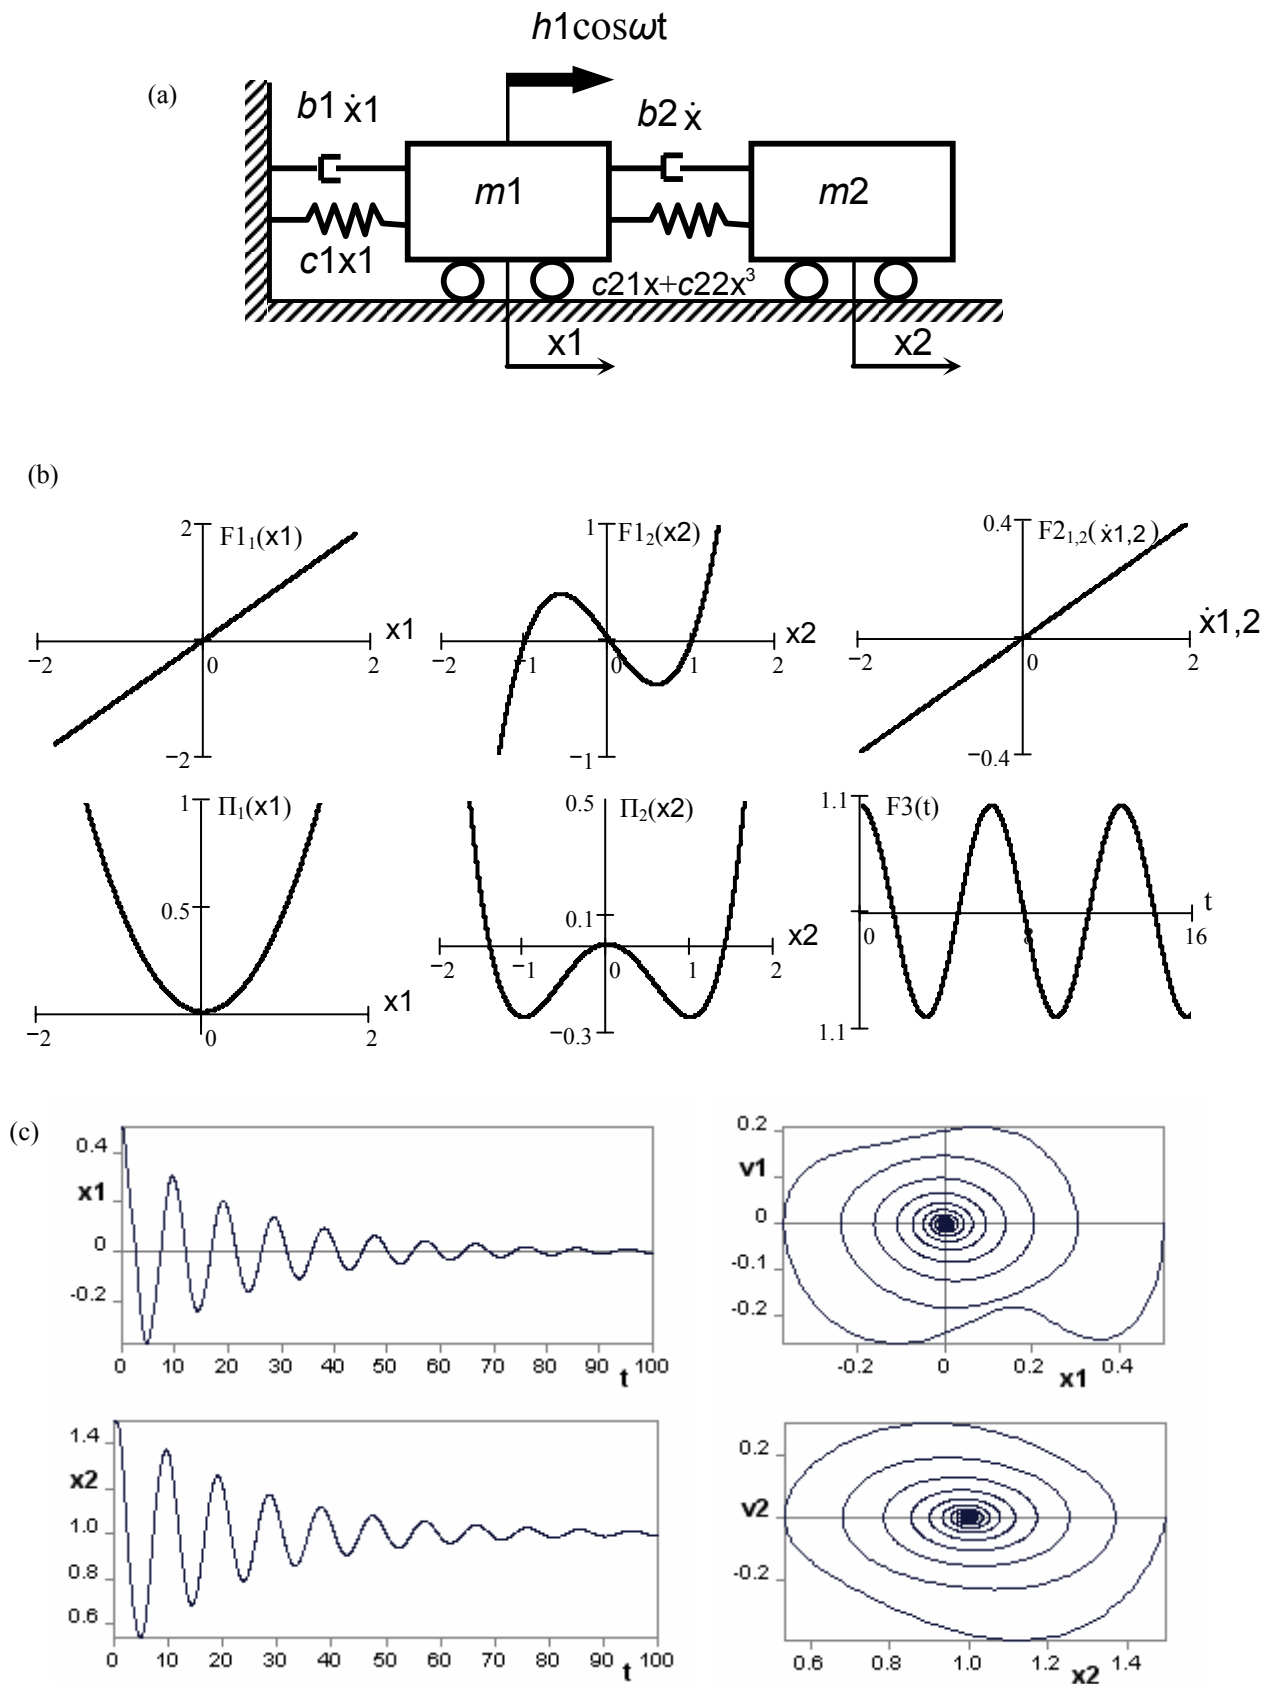 h1cosωt
(a)
b1 ẋ1
b2 ẋ
m1
m2
c1x1
c21x+c22x³
x1
x2
(b)
2
F1₁(x1)
x1
−2
0
2
−2
1
F1₂(x2)
x2
−2
−1
0
1
2
−1
0.4
F2₁,₂( ẋ1,2 )
ẋ1,2
−2
0
2
−0.4
1
Π₁(x1)
0.5
x1
−2
0
2
0.5
Π₂(x2)
0.1
x2
−2
−1
0
1
2
−0.3
1.1
F3(t)
t
0
8
16
1.1
(c)
0.4
x1
0
-0.2
0 10 20 30 40 50 60 70 80 90 100
t
0.2
v1
0
-0.1
-0.2
-0.2 0 0.2 0.4
x1
1.4
x2
1.0
0.8
0.6
0 10 20 30 40 50 60 70 80 90 100
t
0.2
v2
-0.2
0.6 0.8 1.0 1.2 1.4
x2